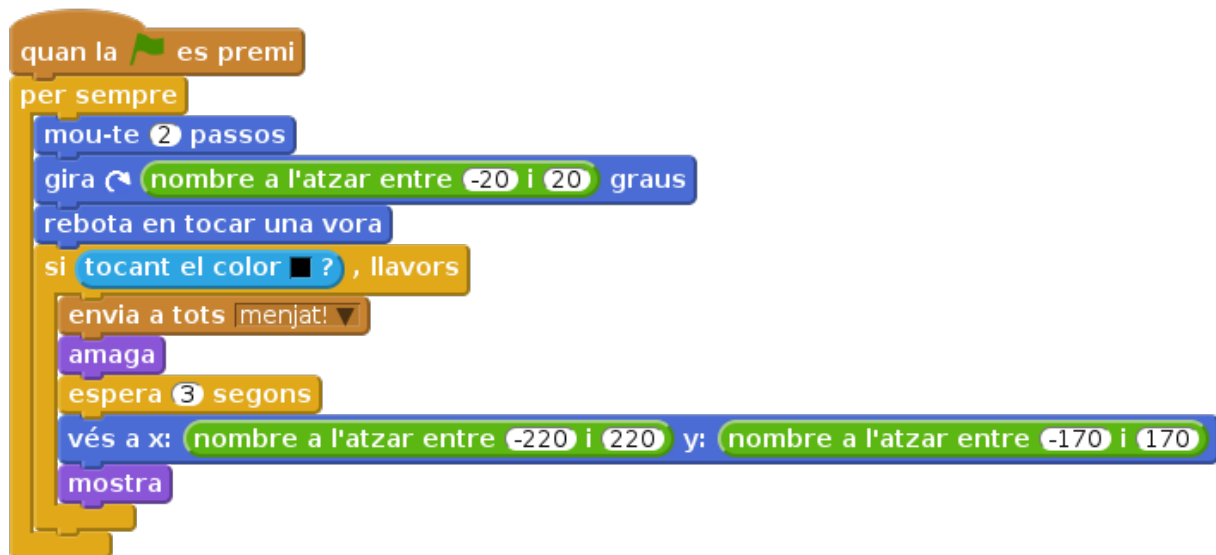 quan la es premi
per sempre
mou-te 2 passos
gira nombre a l'atzar entre -20 i 20 graus
rebota en tocar una vora
si tocant el color ? , llavors
envia a tots menjat!
amaga
espera 3 segons
vés a x: nombre a l'atzar entre -220 i 220 y: nombre a l'atzar entre -170 i 170
mostra